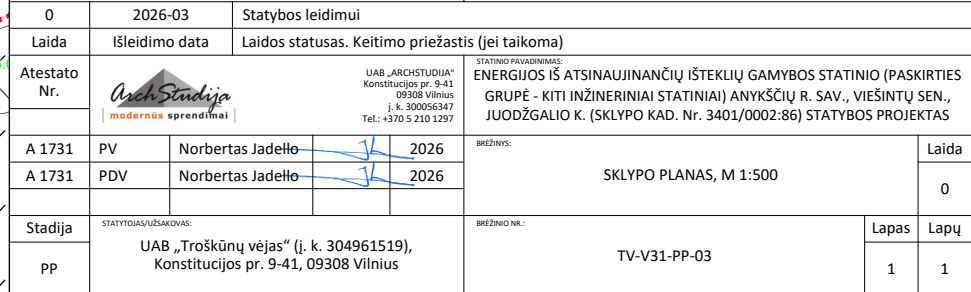 0 2026-03 Statybos leidimui
Laida Išleidimo data Laidos statusas. Keitimo priežastis (jei taikoma)
Atestato
Nr.
ArchStudija
modernūs sprendimai
UAB „ARCHSTUDIJA“
Konstitucijos pr. 9-41
09308 Vilnius
į. k. 300056347
Tel.: +370 5 210 1297
STATINIO PAVADINIMAS:
ENERGIJOS IŠ ATSINAUJINANČIŲ IŠTEKLIŲ GAMYBOS STATINIO (PASKIRTIES
GRUPĖ - KITI INŽINERINIAI STATINIAI) ANYKŠČIŲ R. SAV., VIEŠINTŲ SEN.,
JUODŽGALIO K. (SKLYPO KAD. Nr. 3401/0002:86) STATYBOS PROJEKTAS
A 1731 PV Norbertas Jadello 2026
A 1731 PDV Norbertas Jadello 2026
BRĖŽINYS:
SKLYPO PLANAS, M 1:500
Laida
0
Stadija
PP
STATYTOJAS/UŽSAKOVAS:
UAB „Troškūnų vėjas“ (į. k. 304961519),
Konstitucijos pr. 9-41, 09308 Vilnius
BRĖŽINIO NR.:
TV-V31-PP-03
Lapas Lapų
1 1